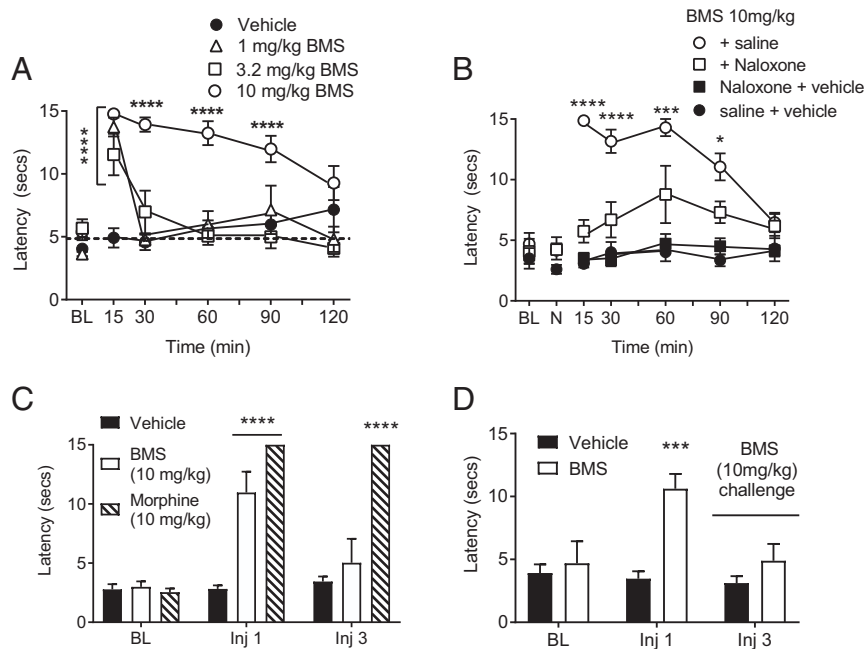 A
Vehicle
1 mg/kg BMS
3.2 mg/kg BMS
10 mg/kg BMS
15
10
5
0
Latency (secs)
****
****
****
****
BL 15 30 60 90 120
Time (min)
B
BMS 10mg/kg
+ saline
+ Naloxone
Naloxone + vehicle
saline + vehicle
15
10
5
0
Latency (secs)
****
****
***
*
BL N 15 30 60 90 120
Time (min)
C
Vehicle
BMS
(10 mg/kg)
Morphine
(10 mg/kg)
15
10
5
0
Latency (secs)
****
****
BL Inj 1 Inj 3
D
Vehicle
BMS
***
BMS
(10mg/kg)
challenge
15
10
5
0
Latency (secs)
BL Inj 1 Inj 3